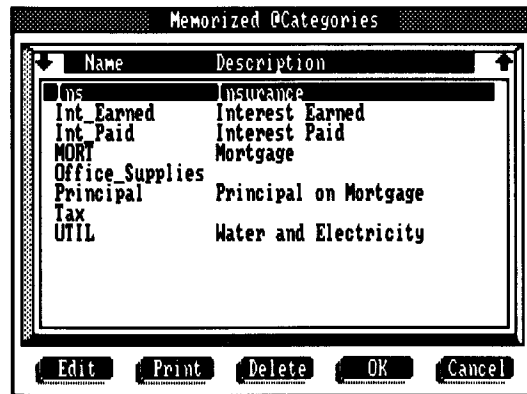 Memorized @Categories
Name Description
Ins Insurance
Int_Earned Interest Earned
Int_Paid Interest Paid
MORT Mortgage
Office_Supplies
Principal Principal on Mortgage
Tax
UTIL Water and Electricity
Edit Print Delete OK Cancel